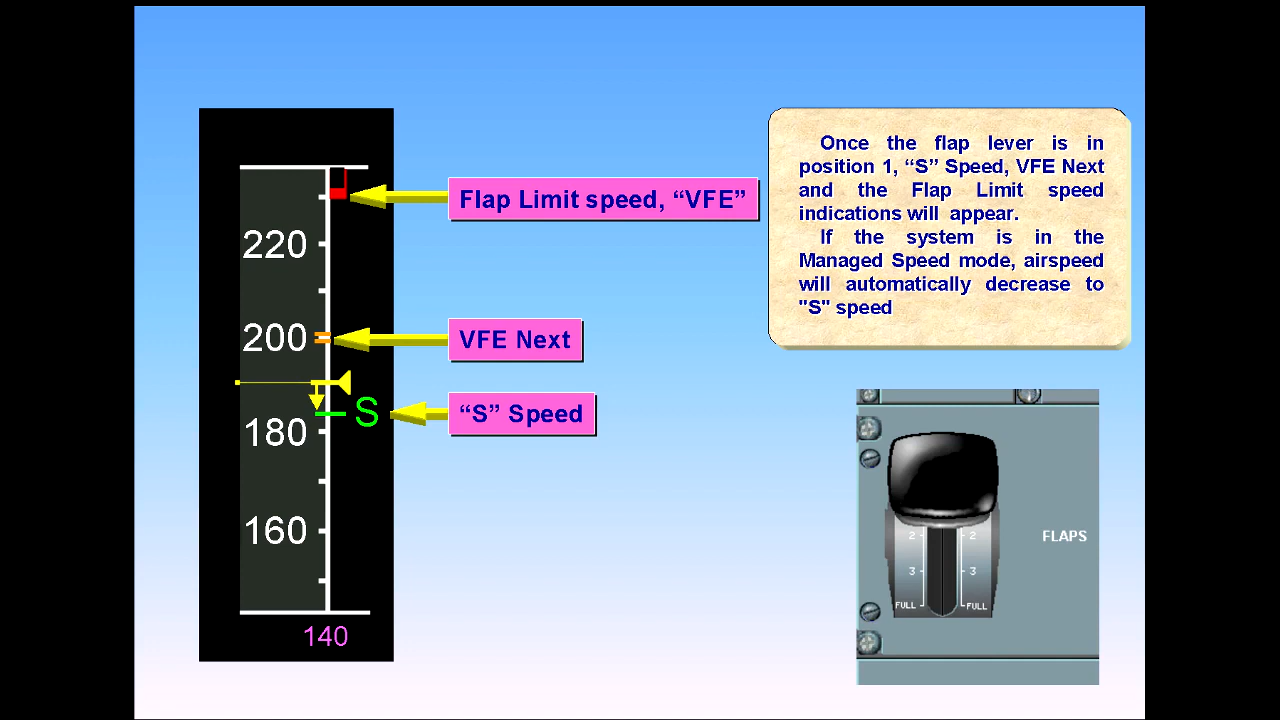 220
200
180
160
140
S
Flap Limit speed, “VFE”
VFE Next
“S” Speed
Once the flap lever is in
position 1, “S” Speed, VFE Next
and the Flap Limit speed
indications will appear.
If the system is in the
Managed Speed mode, airspeed
will automatically decrease to
"S" speed
2 2
3 3
FULL FULL
FLAPS